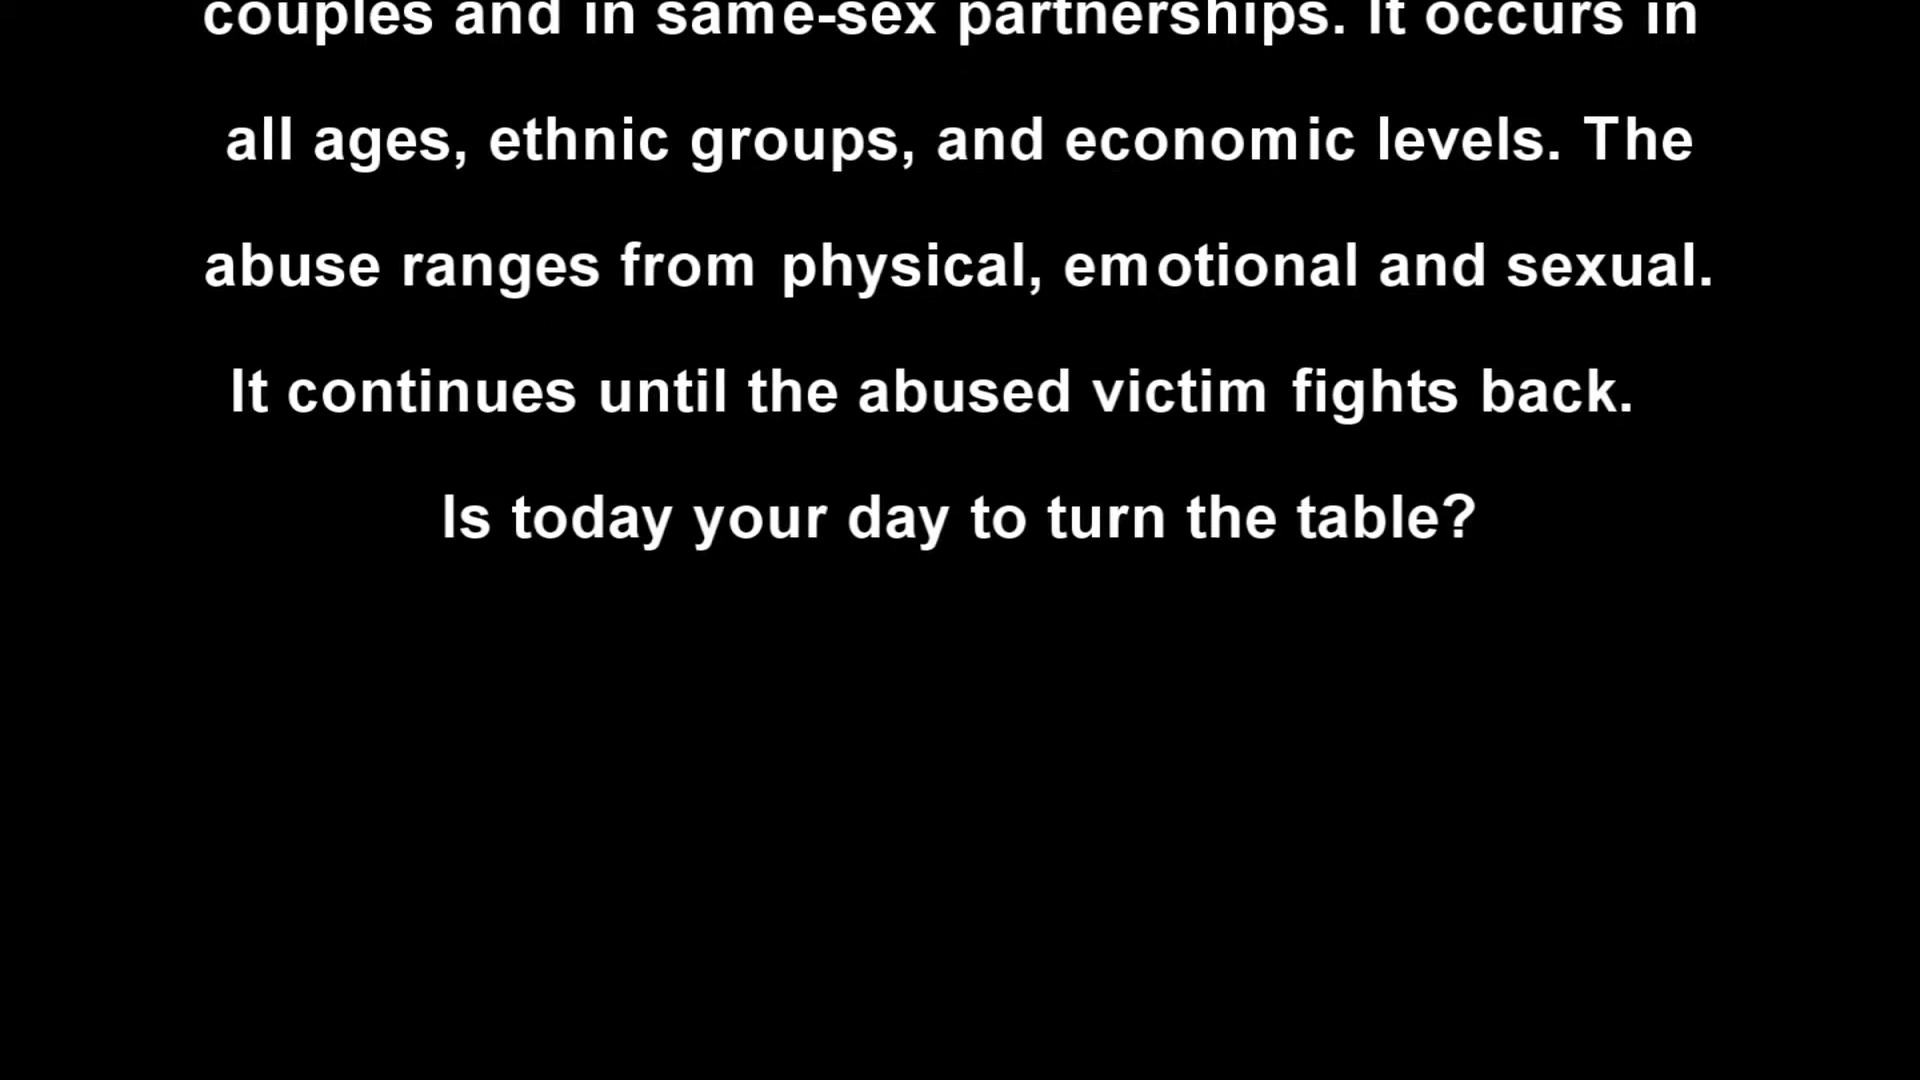 couples and in same-sex partnerships. It occurs in
all ages, ethnic groups, and economic levels. The
abuse ranges from physical, emotional and sexual.
It continues until the abused victim fights back.
Is today your day to turn the table?